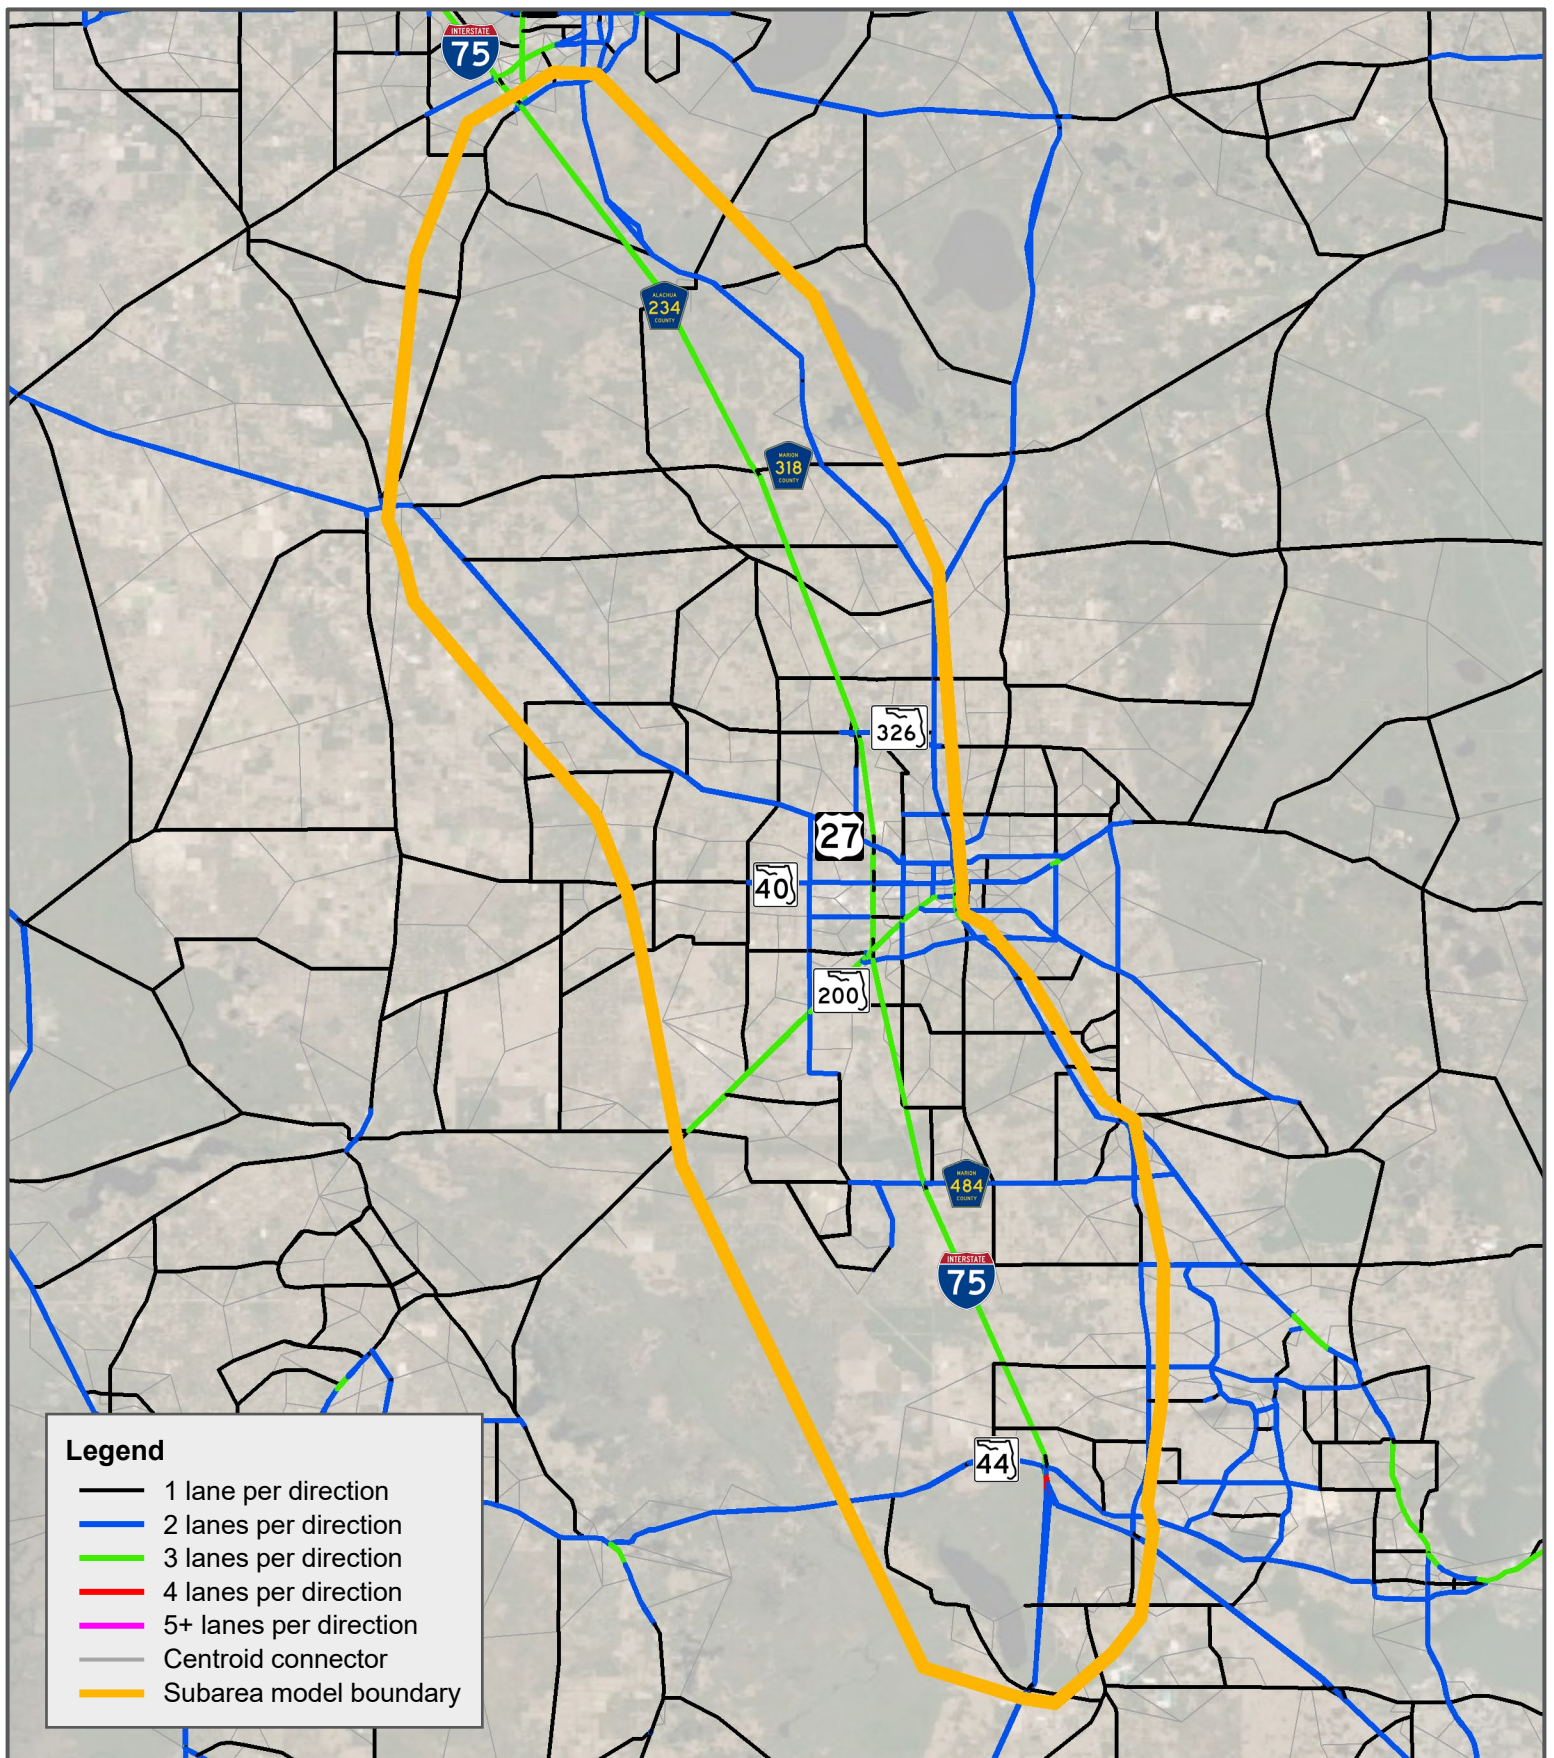 INTERSTATE
75
ALACHUA
234
COUNTY
MARION
318
COUNTY
326
27
40
200
MARION
484
COUNTY
INTERSTATE
75
44
Legend
1 lane per direction
2 lanes per direction
3 lanes per direction
4 lanes per direction
5+ lanes per direction
Centroid connector
Subarea model boundary